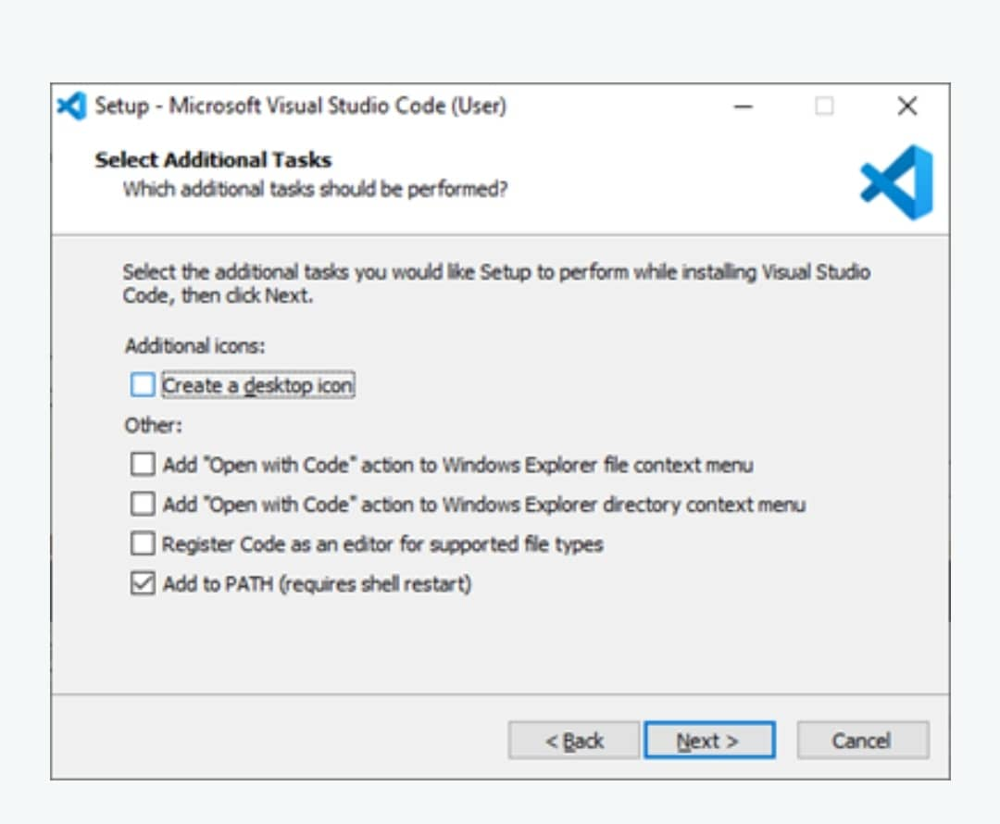 Setup - Microsoft Visual Studio Code (User)
Select Additional Tasks
Which additional tasks should be performed?
Select the additional tasks you would like Setup to perform while installing Visual Studio
Code, then click Next.
Additional icons:
Create a desktop icon
Other:
Add "Open with Code" action to Windows Explorer file context menu
Add "Open with Code" action to Windows Explorer directory context menu
Register Code as an editor for supported file types
Add to PATH (requires shell restart)
< Back Next > Cancel